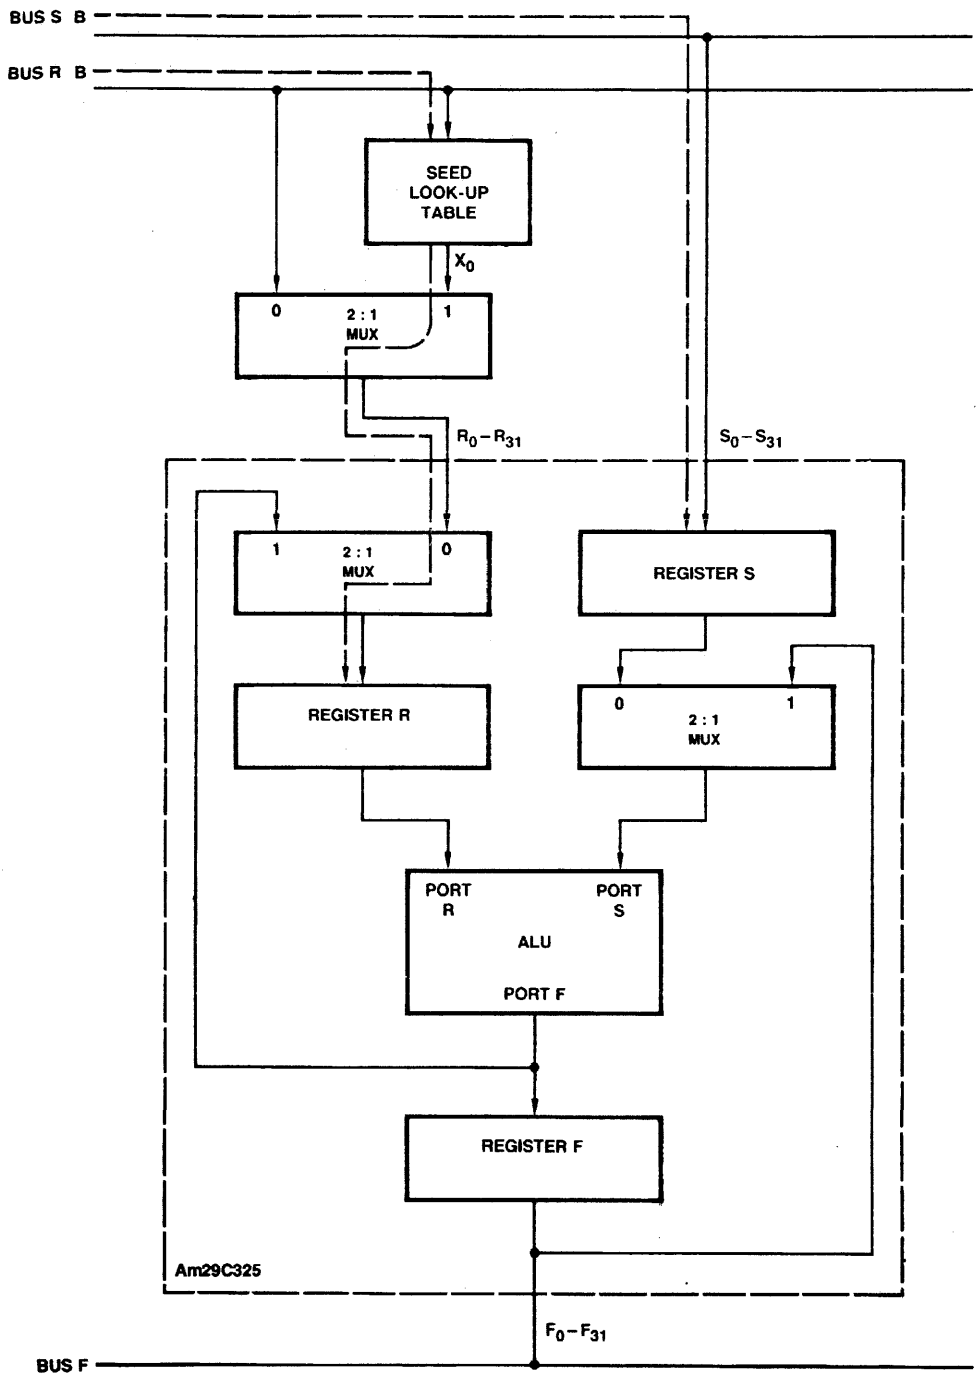 BUS S B
BUS R B
SEED
LOOK-UP
TABLE
X0
0
2 : 1
MUX
1
R0–R31
S0–S31
1
2 : 1
MUX
0
REGISTER S
REGISTER R
0
2 : 1
MUX
1
PORT
R
PORT
S
ALU
PORT F
REGISTER F
Am29C325
F0–F31
BUS F